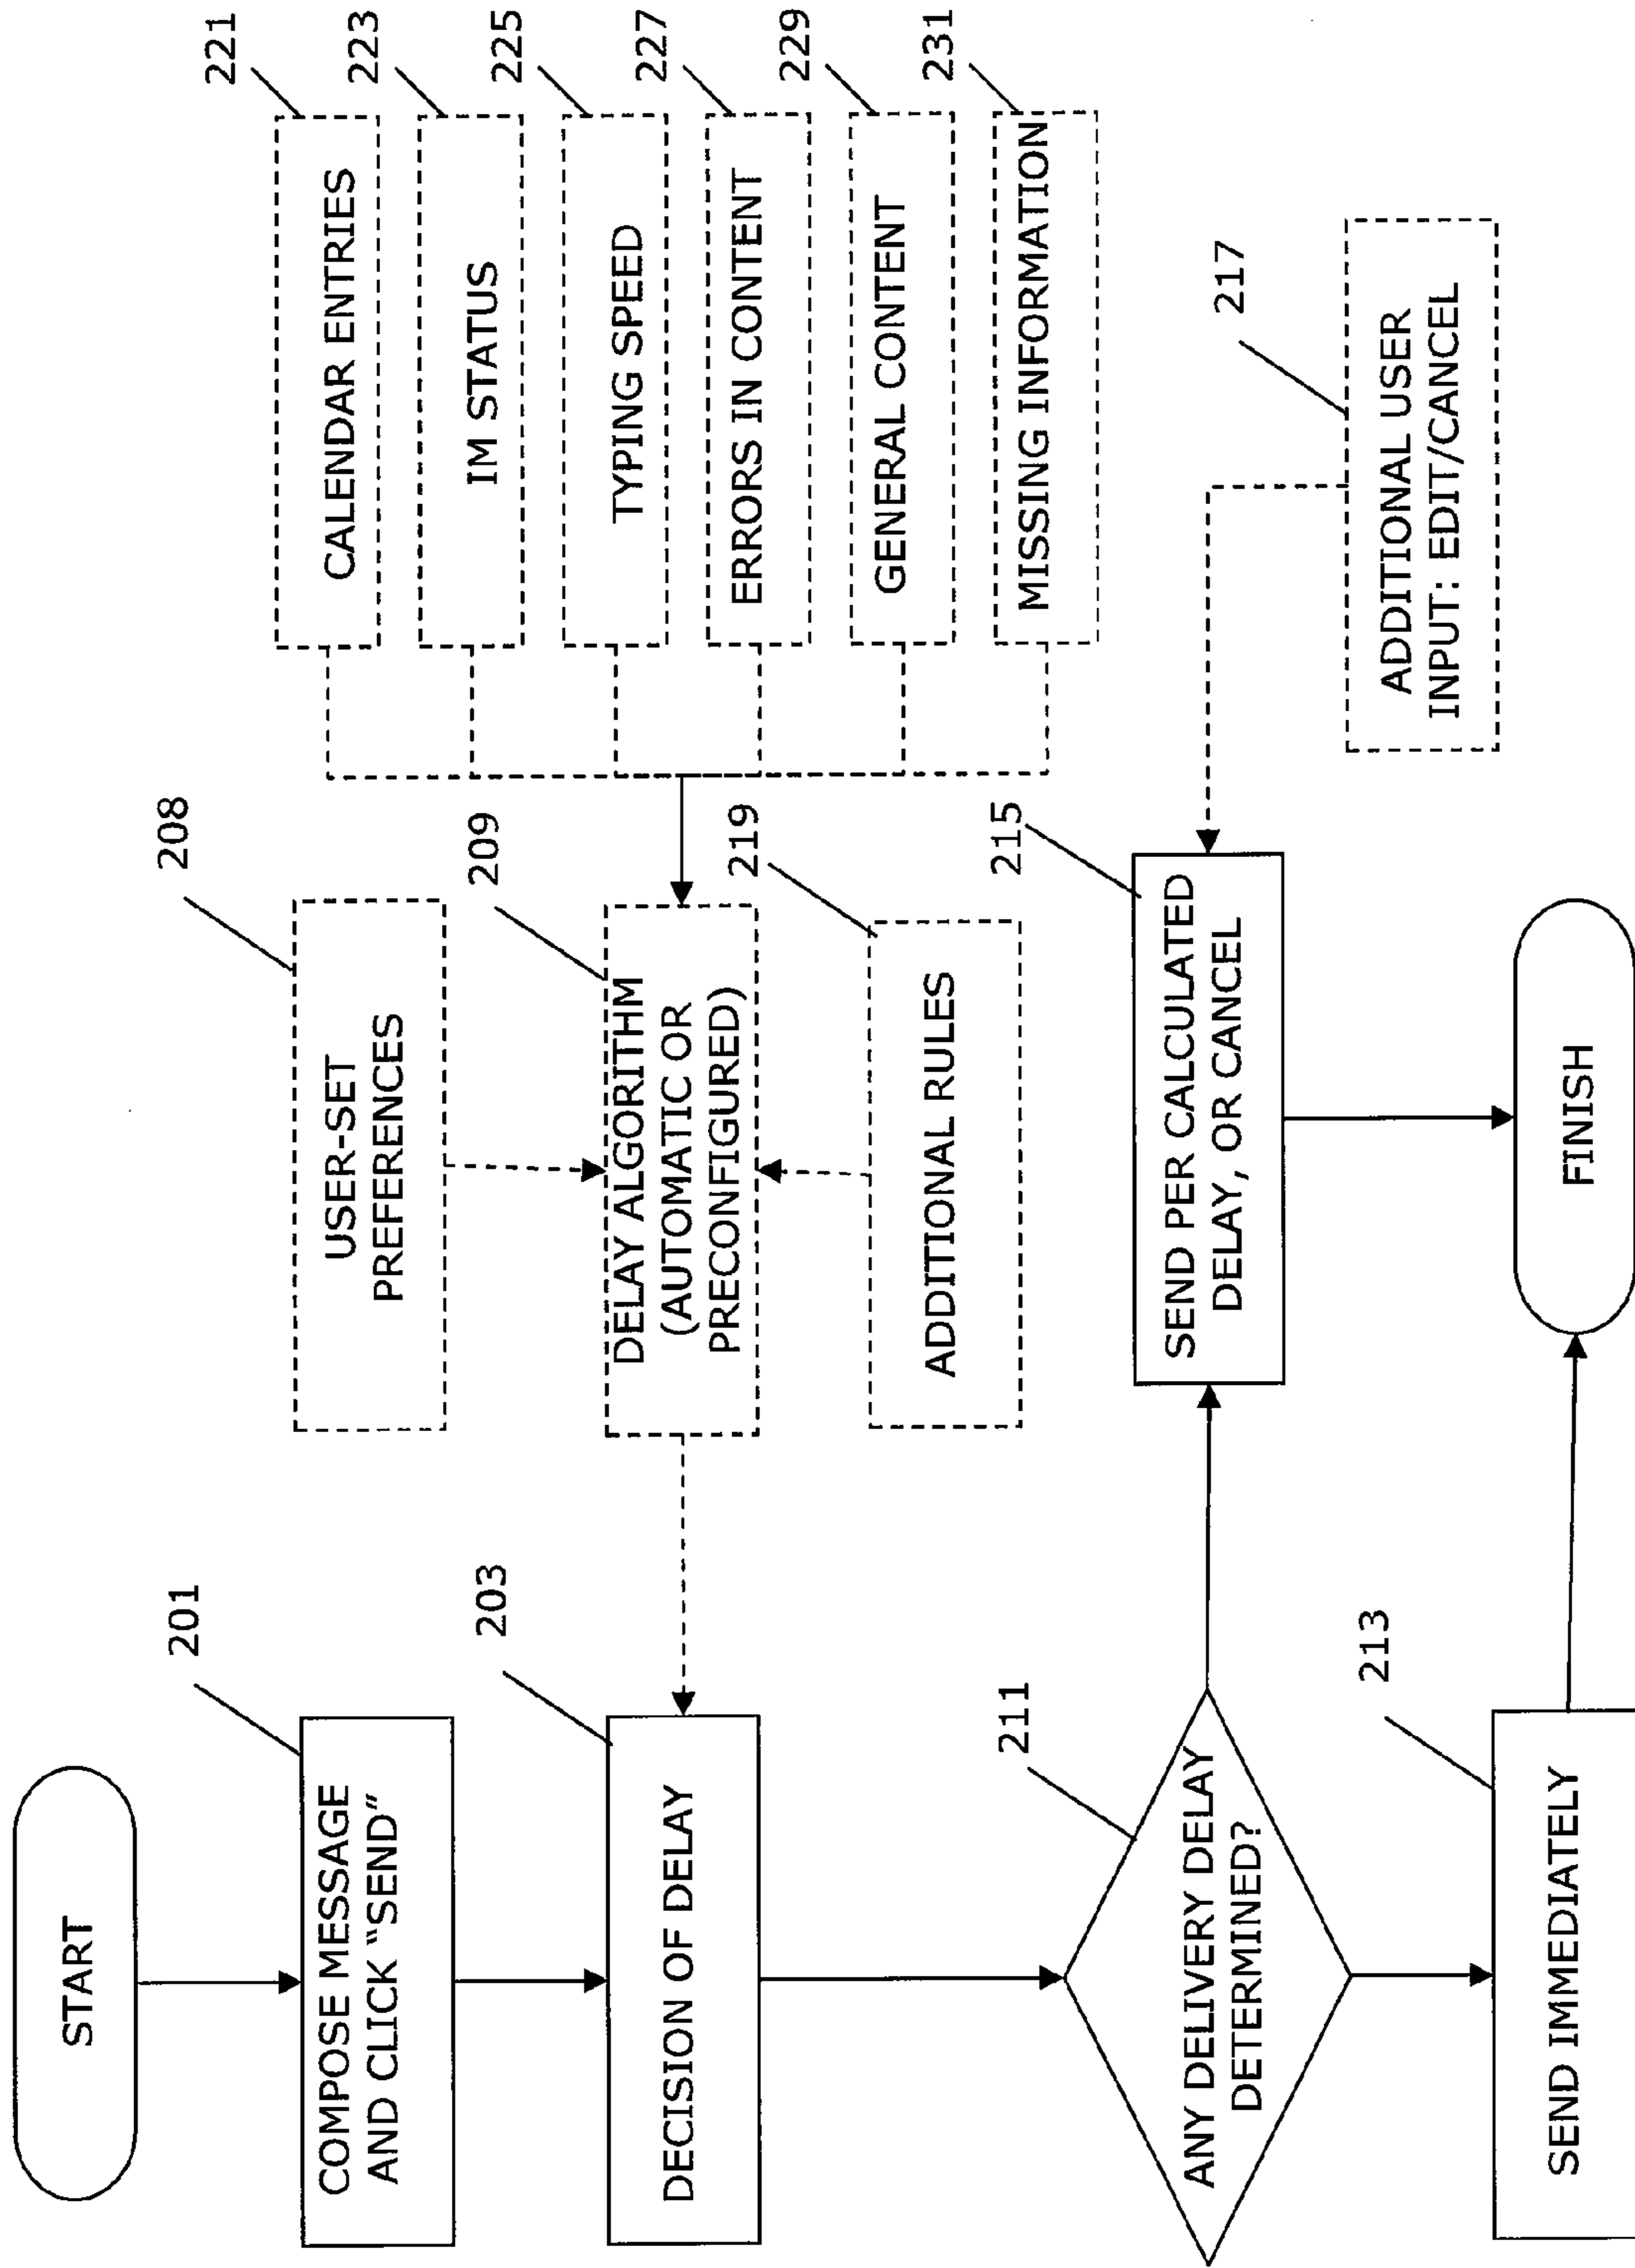 START
201
COMPOSE MESSAGE
AND CLICK “SEND”
203
DECISION OF DELAY
208
USER-SET
PREFERENCES
209
DELAY ALGORITHM
(AUTOMATIC OR
PRECONFIGURED)
219
ADDITIONAL RULES
221
CALENDAR ENTRIES
223
IM STATUS
225
TYPING SPEED
227
ERRORS IN CONTENT
229
GENERAL CONTENT
231
MISSING INFORMATION
211
ANY DELIVERY DELAY
DETERMINED?
215
SEND PER CALCULATED
DELAY, OR CANCEL
217
ADDITIONAL USER
INPUT: EDIT/CANCEL
213
SEND IMMEDIATELY
FINISH